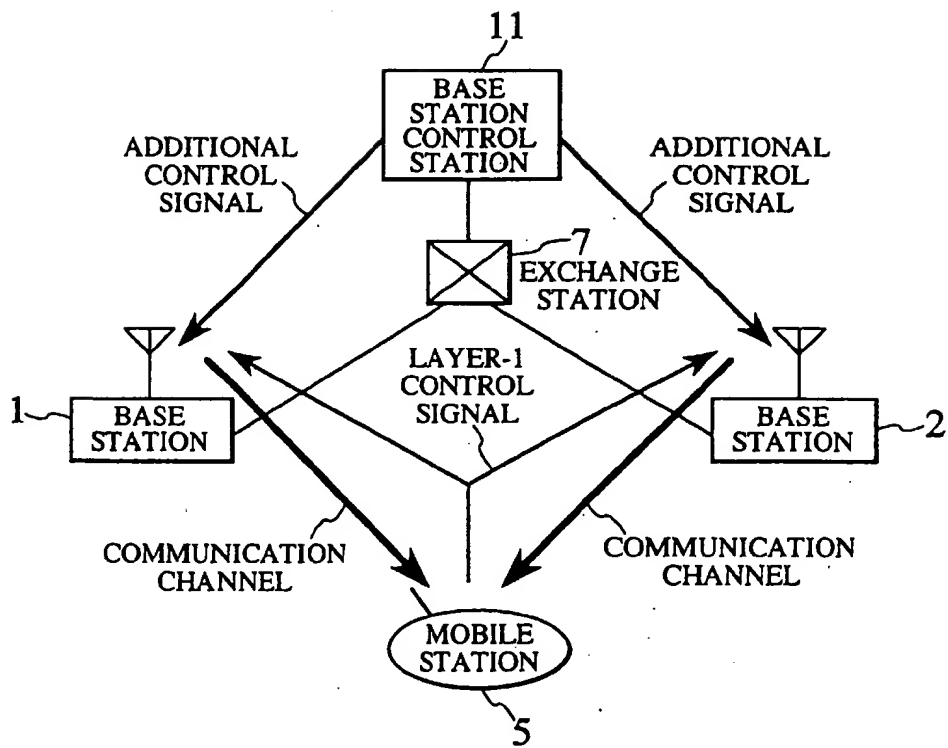 11
BASE
STATION
CONTROL
STATION
ADDITIONAL
CONTROL
SIGNAL
ADDITIONAL
CONTROL
SIGNAL
7
EXCHANGE
STATION
LAYER-1
CONTROL
SIGNAL
1
BASE
STATION
BASE
STATION
2
COMMUNICATION
CHANNEL
COMMUNICATION
CHANNEL
MOBILE
STATION
5